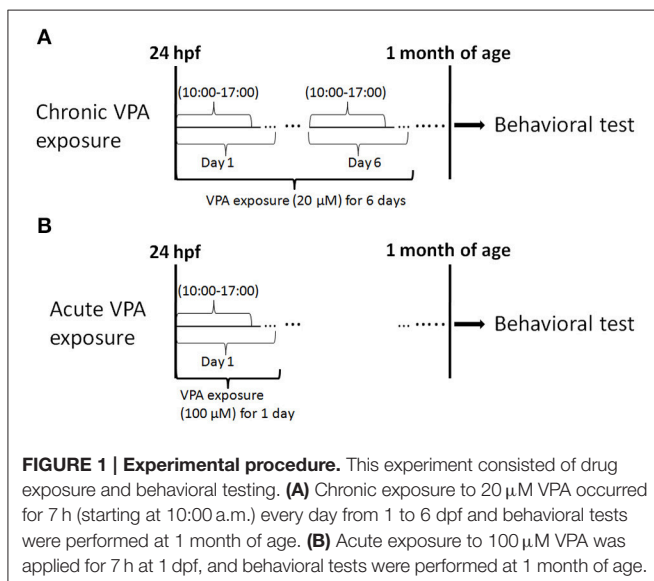 A
24 hpf 1 month of age
(10:00-17:00) (10:00-17:00)
Chronic VPA
exposure
... ... ... ..... Behavioral test
Day 1 Day 6
VPA exposure (20 μM) for 6 days
B
24 hpf 1 month of age
(10:00-17:00)
Acute VPA
exposure
... ... ... ..... Behavioral test
Day 1
VPA exposure
(100 μM) for 1 day
FIGURE 1 | Experimental procedure. This experiment consisted of drug
exposure and behavioral testing. (A) Chronic exposure to 20 μM VPA occurred
for 7 h (starting at 10:00 a.m.) every day from 1 to 6 dpf and behavioral tests
were performed at 1 month of age. (B) Acute exposure to 100 μM VPA was
applied for 7 h at 1 dpf, and behavioral tests were performed at 1 month of age.